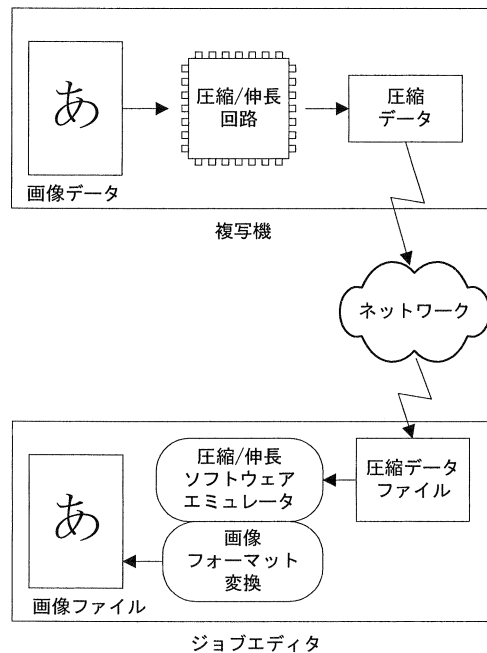 あ
画像データ
圧縮/伸長
回路
圧縮
データ
複写機
ネットワーク
圧縮データ
ファイル
圧縮/伸長
ソフトウェア
エミュレータ
画像
フォーマット
変換
あ
画像ファイル
ジョブエディタ